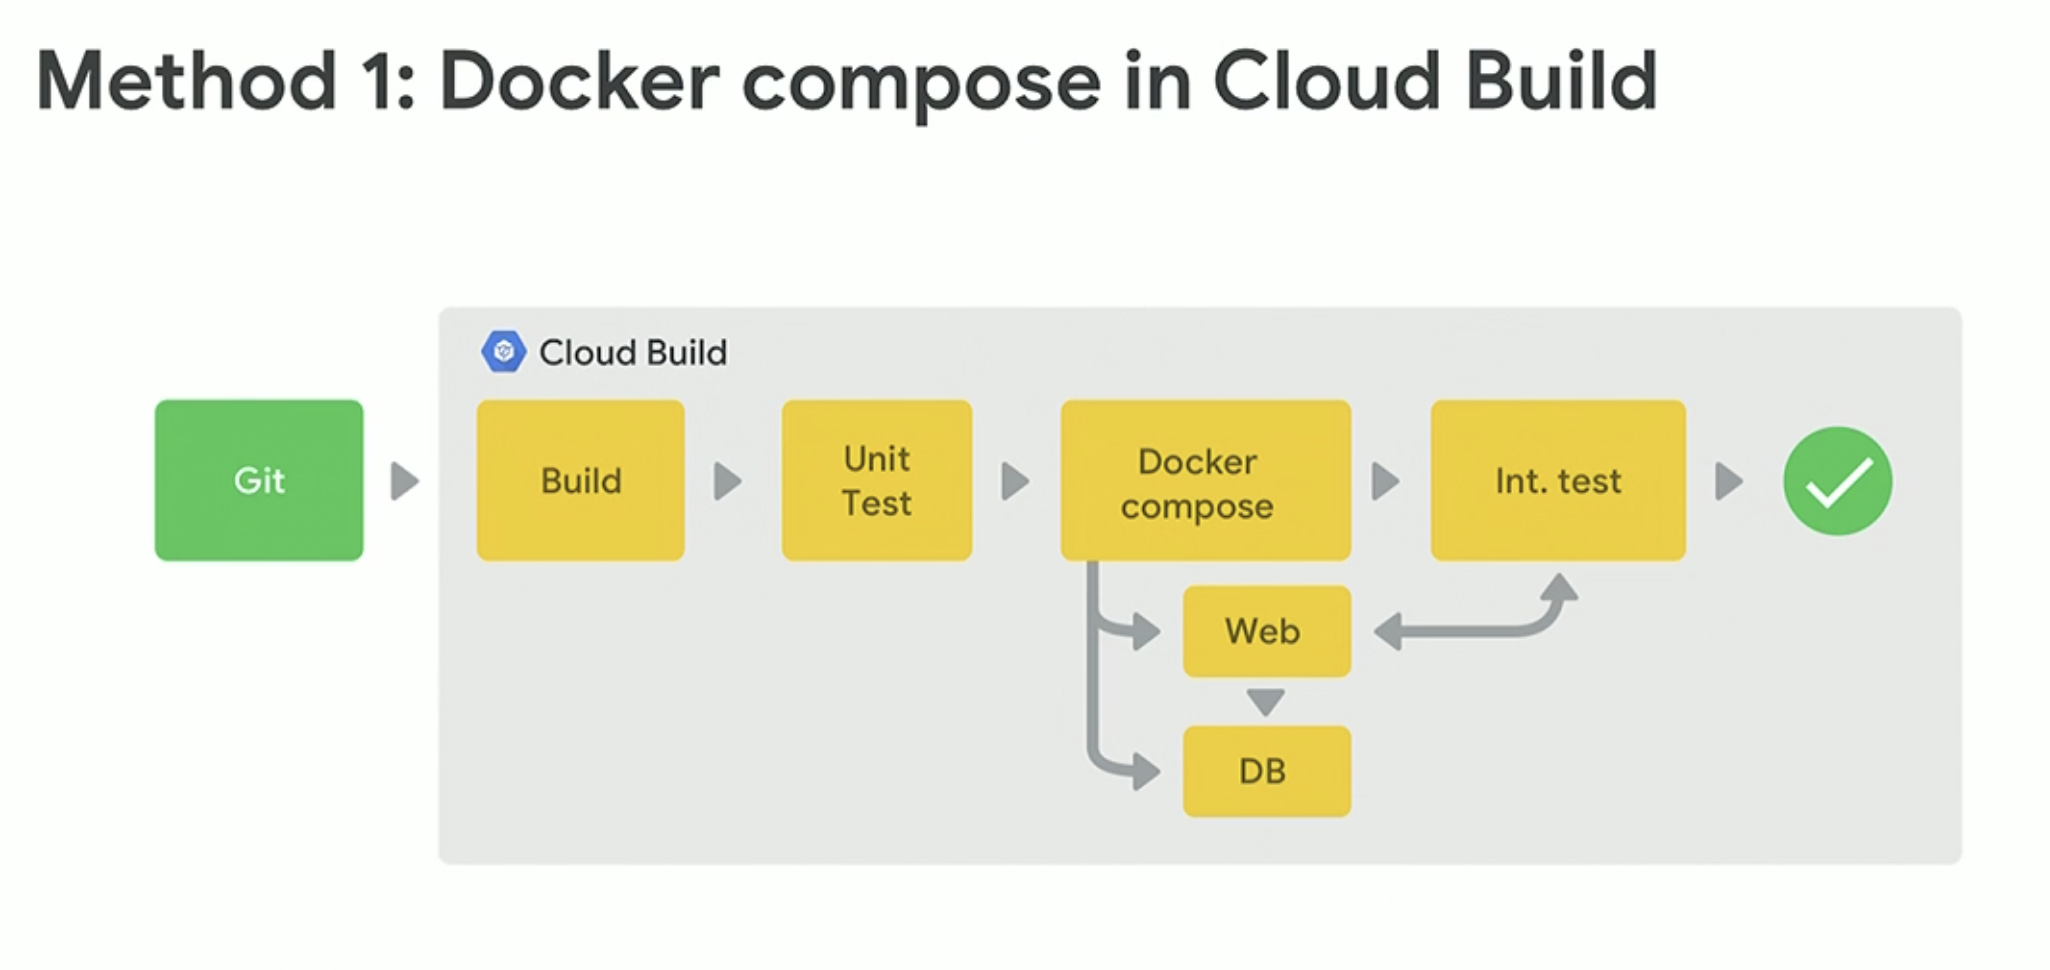 Method 1: Docker compose in Cloud Build
Cloud Build
Git
Build
Unit
Test
Docker
compose
Int. test
Web
DB